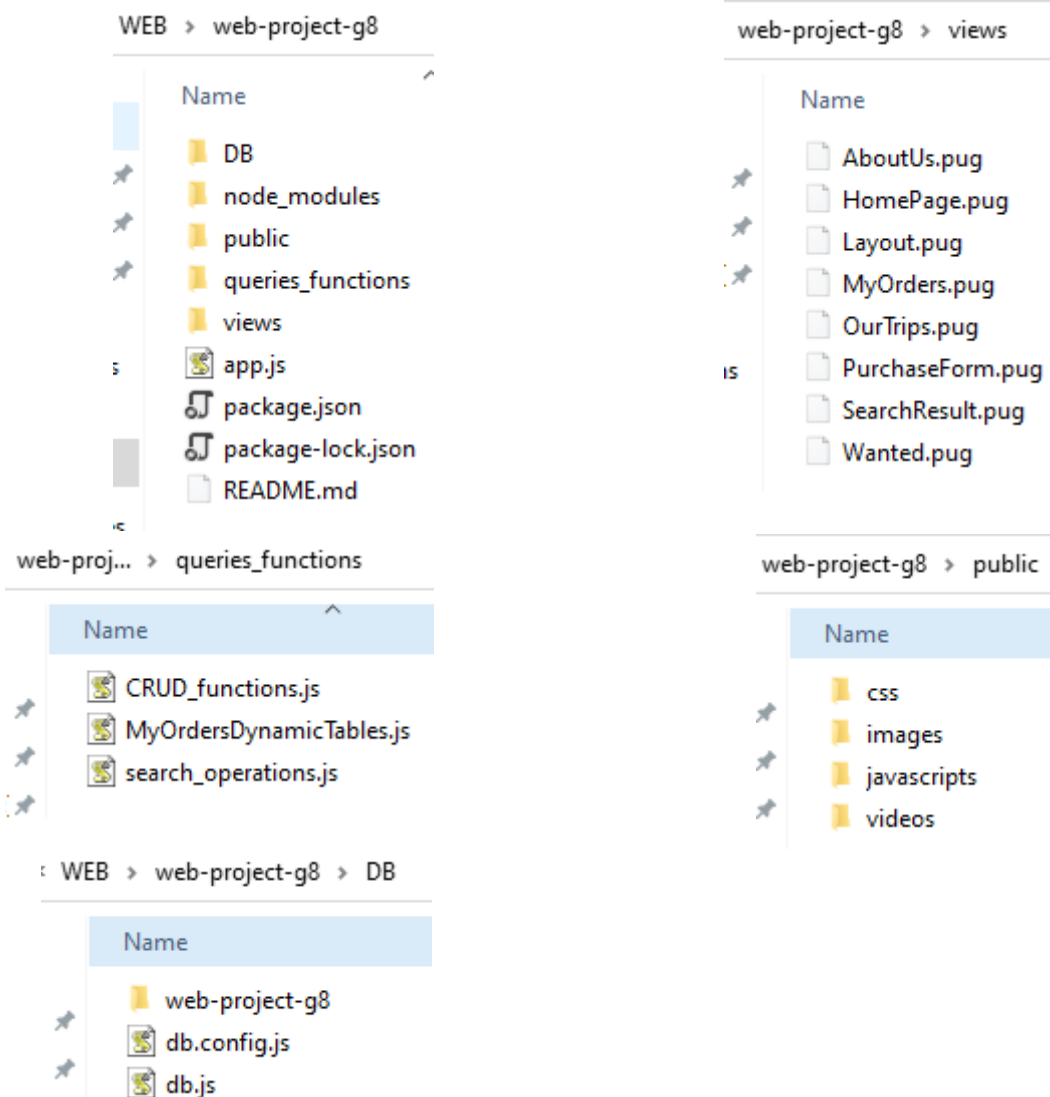 WEB > web-project-g8
Name
DB
node_modules
public
queries_functions
views
app.js
package.json
package-lock.json
README.md
web-project-g8 > views
Name
AboutUs.pug
HomePage.pug
Layout.pug
MyOrders.pug
OurTrips.pug
PurchaseForm.pug
SearchResult.pug
Wanted.pug
web-proj... > queries_functions
Name
CRUD_functions.js
MyOrdersDynamicTables.js
search_operations.js
web-project-g8 > public
Name
css
images
javascripts
videos
WEB > web-project-g8 > DB
Name
web-project-g8
db.config.js
db.js